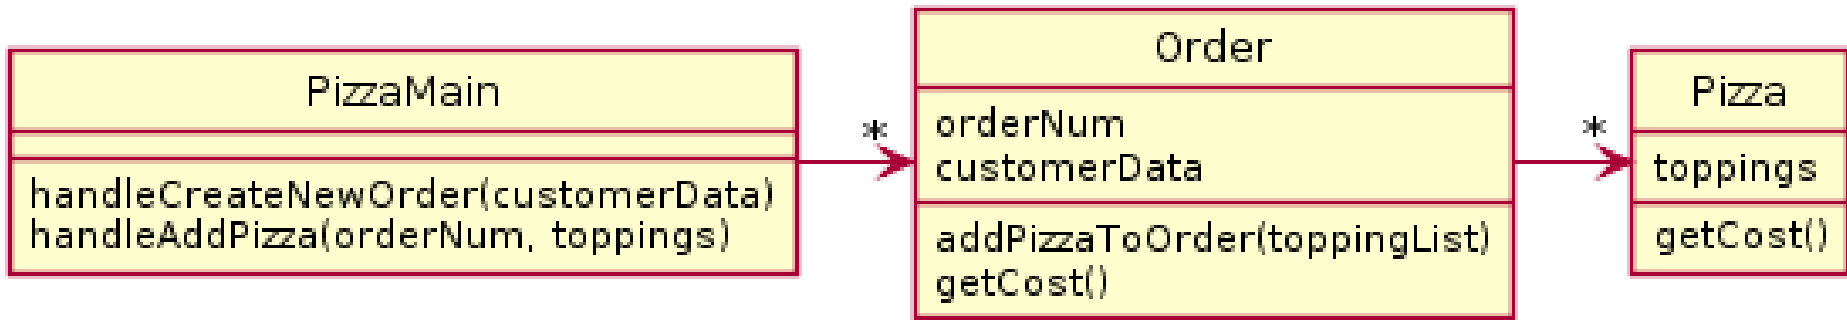 PizzaMain
handleCreateNewOrder(customerData)
handleAddPizza(orderNum, toppings)
*
Order
orderNum
customerData
addPizzaToOrder(toppingList)
getCost()
*
Pizza
toppings
getCost()